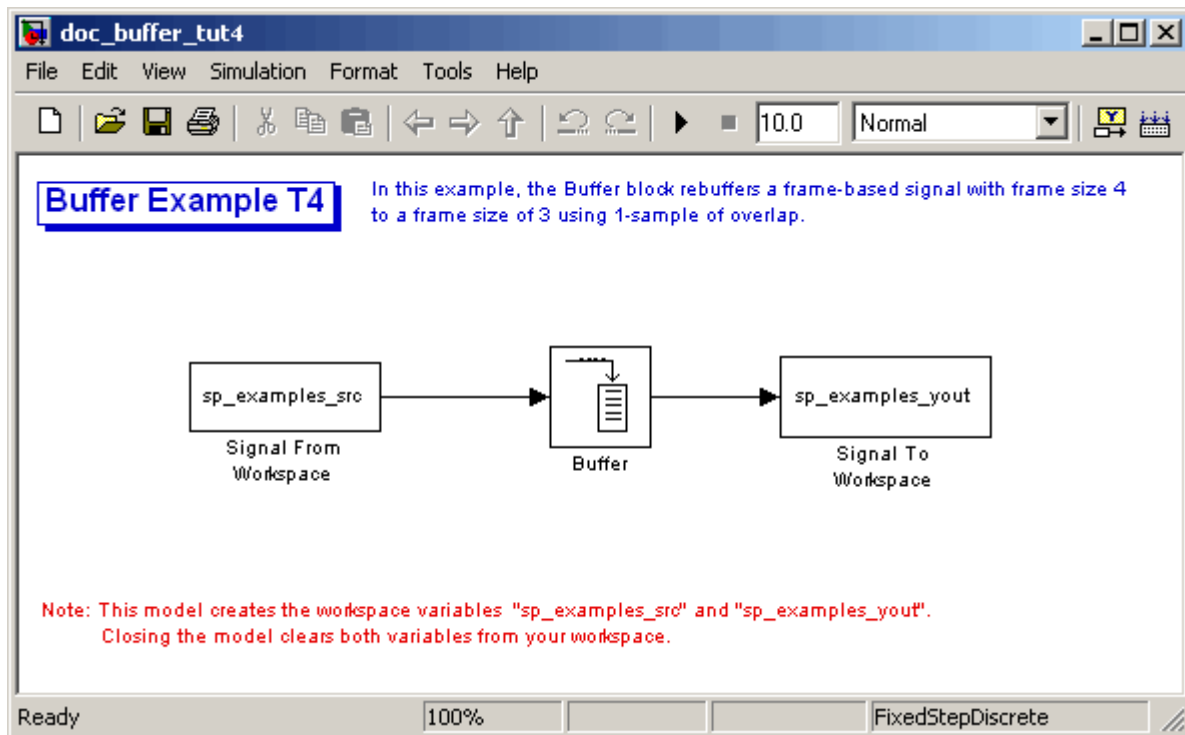 doc_buffer_tut4
File Edit View Simulation Format Tools Help
10.0 Normal
Buffer Example T4
In this example, the Buffer block rebuffers a frame-based signal with frame size 4
to a frame size of 3 using 1-sample of overlap.
sp_examples_src
Signal From
Workspace
Buffer
sp_examples_yout
Signal To
Workspace
Note: This model creates the workspace variables "sp_examples_src" and "sp_examples_yout".
Closing the model clears both variables from your workspace.
Ready 100% FixedStepDiscrete